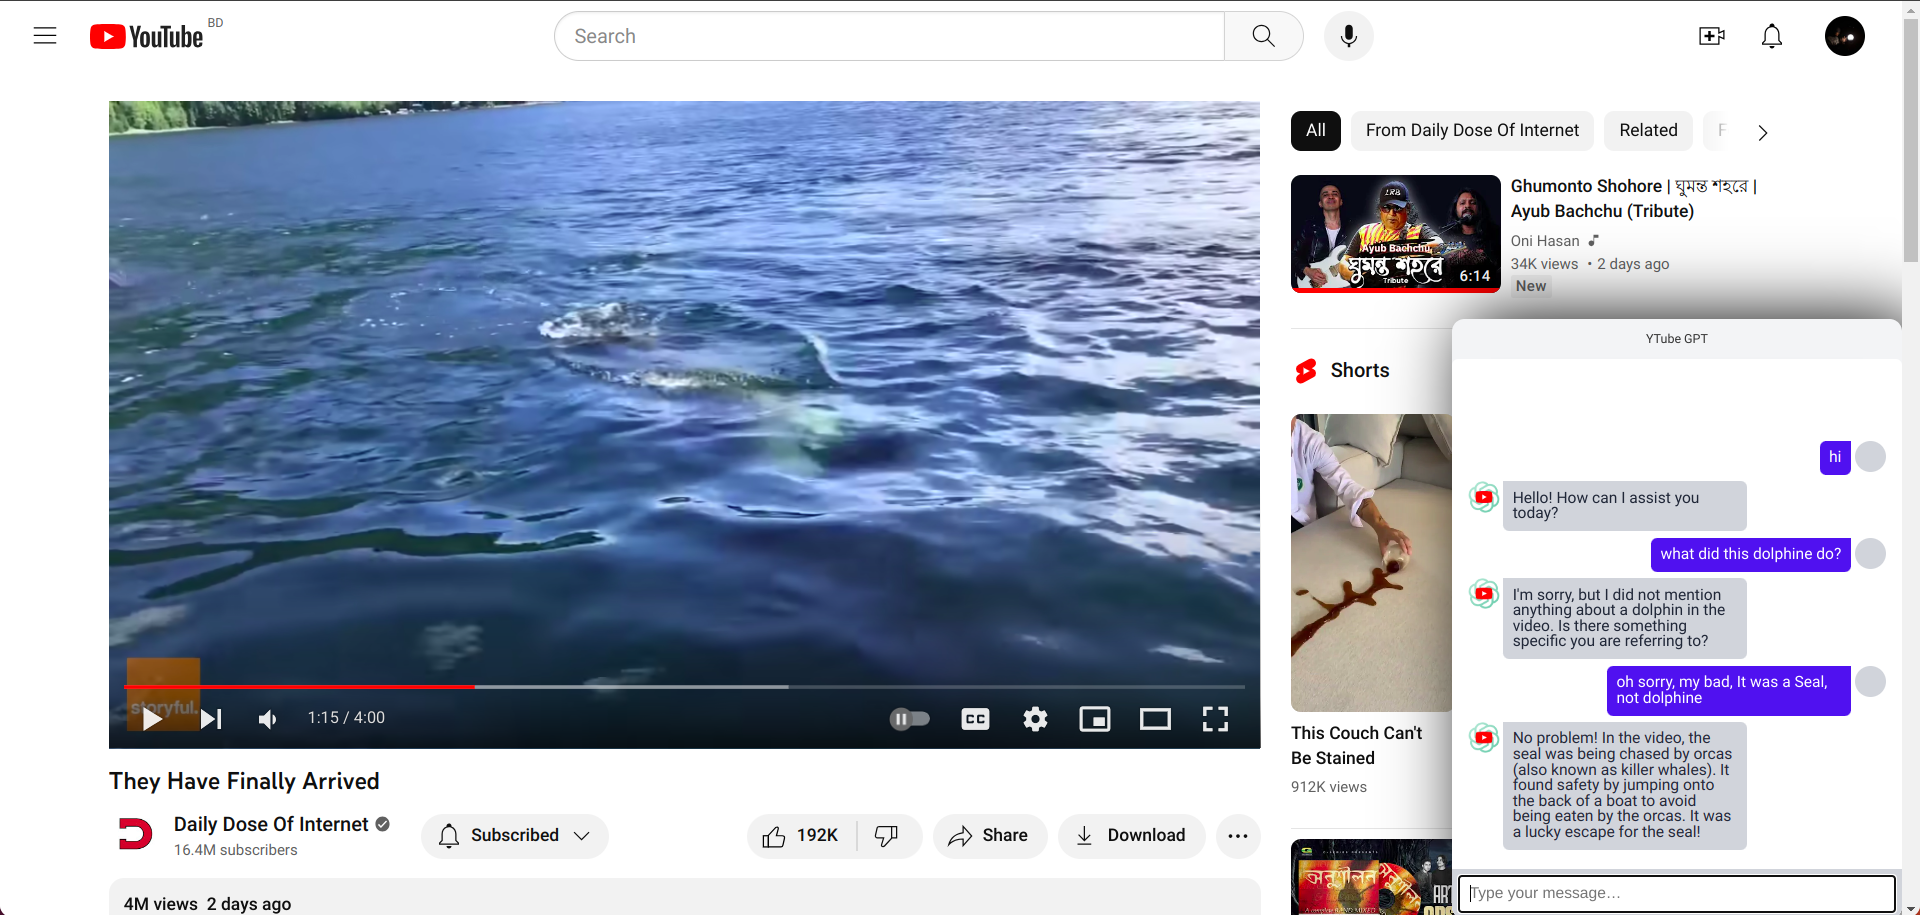 YouTube BD
Search
All
From Daily Dose Of Internet
Related
F
storyful.
1:15 / 4:00
CC
They Have Finally Arrived
Daily Dose Of Internet
16.4M subscribers
Subscribed
192K
Share
Download
4M views 2 days ago
LRB
Ayub Bachchu
ঘুমন্ত শহরে
Tribute
6:14
Ghumonto Shohore | ঘুমন্ত শহরে |
Ayub Bachchu (Tribute)
Oni Hasan
34K views • 2 days ago
New
Shorts
This Couch Can't
Be Stained
912K views
অনুশীলন
YTube GPT
hi
Hello! How can I assist you
today?
what did this dolphine do?
I'm sorry, but I did not mention
anything about a dolphin in the
video. Is there something
specific you are referring to?
oh sorry, my bad, It was a Seal,
not dolphine
No problem! In the video, the
seal was being chased by orcas
(also known as killer whales). It
found safety by jumping onto
the back of a boat to avoid
being eaten by the orcas. It was
a lucky escape for the seal!
Type your message...